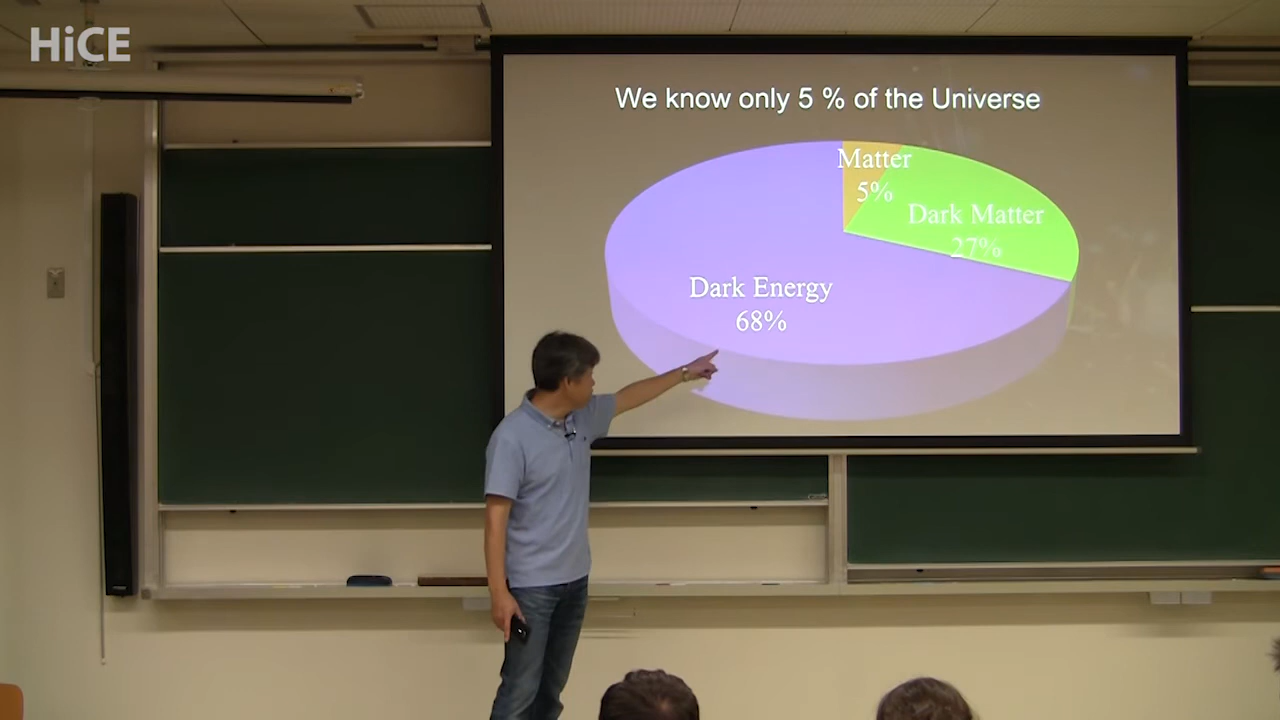 HiCE
We know only 5 % of the Universe
Matter
5%
Dark Matter
27%
Dark Energy
68%